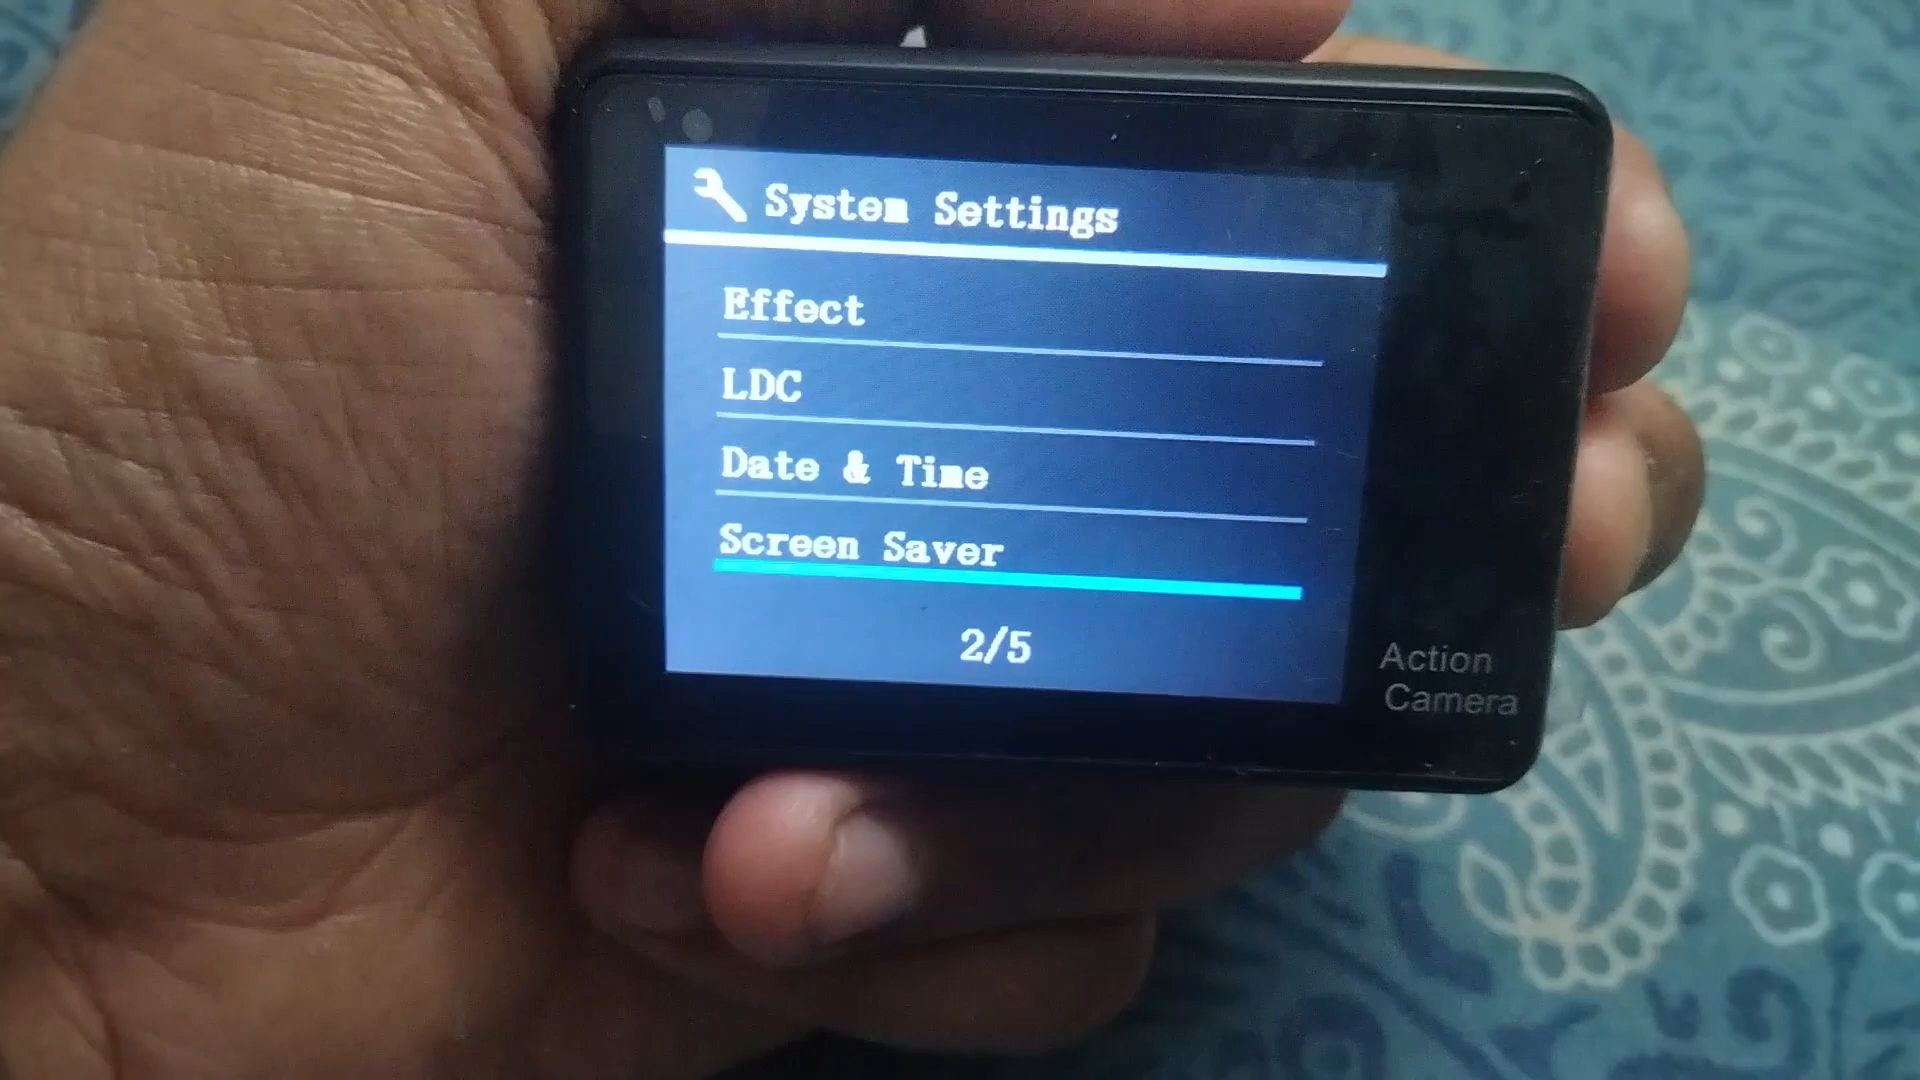 System Settings
Effect
LDC
Date & Time
Screen Saver
2/5
Action
Camera